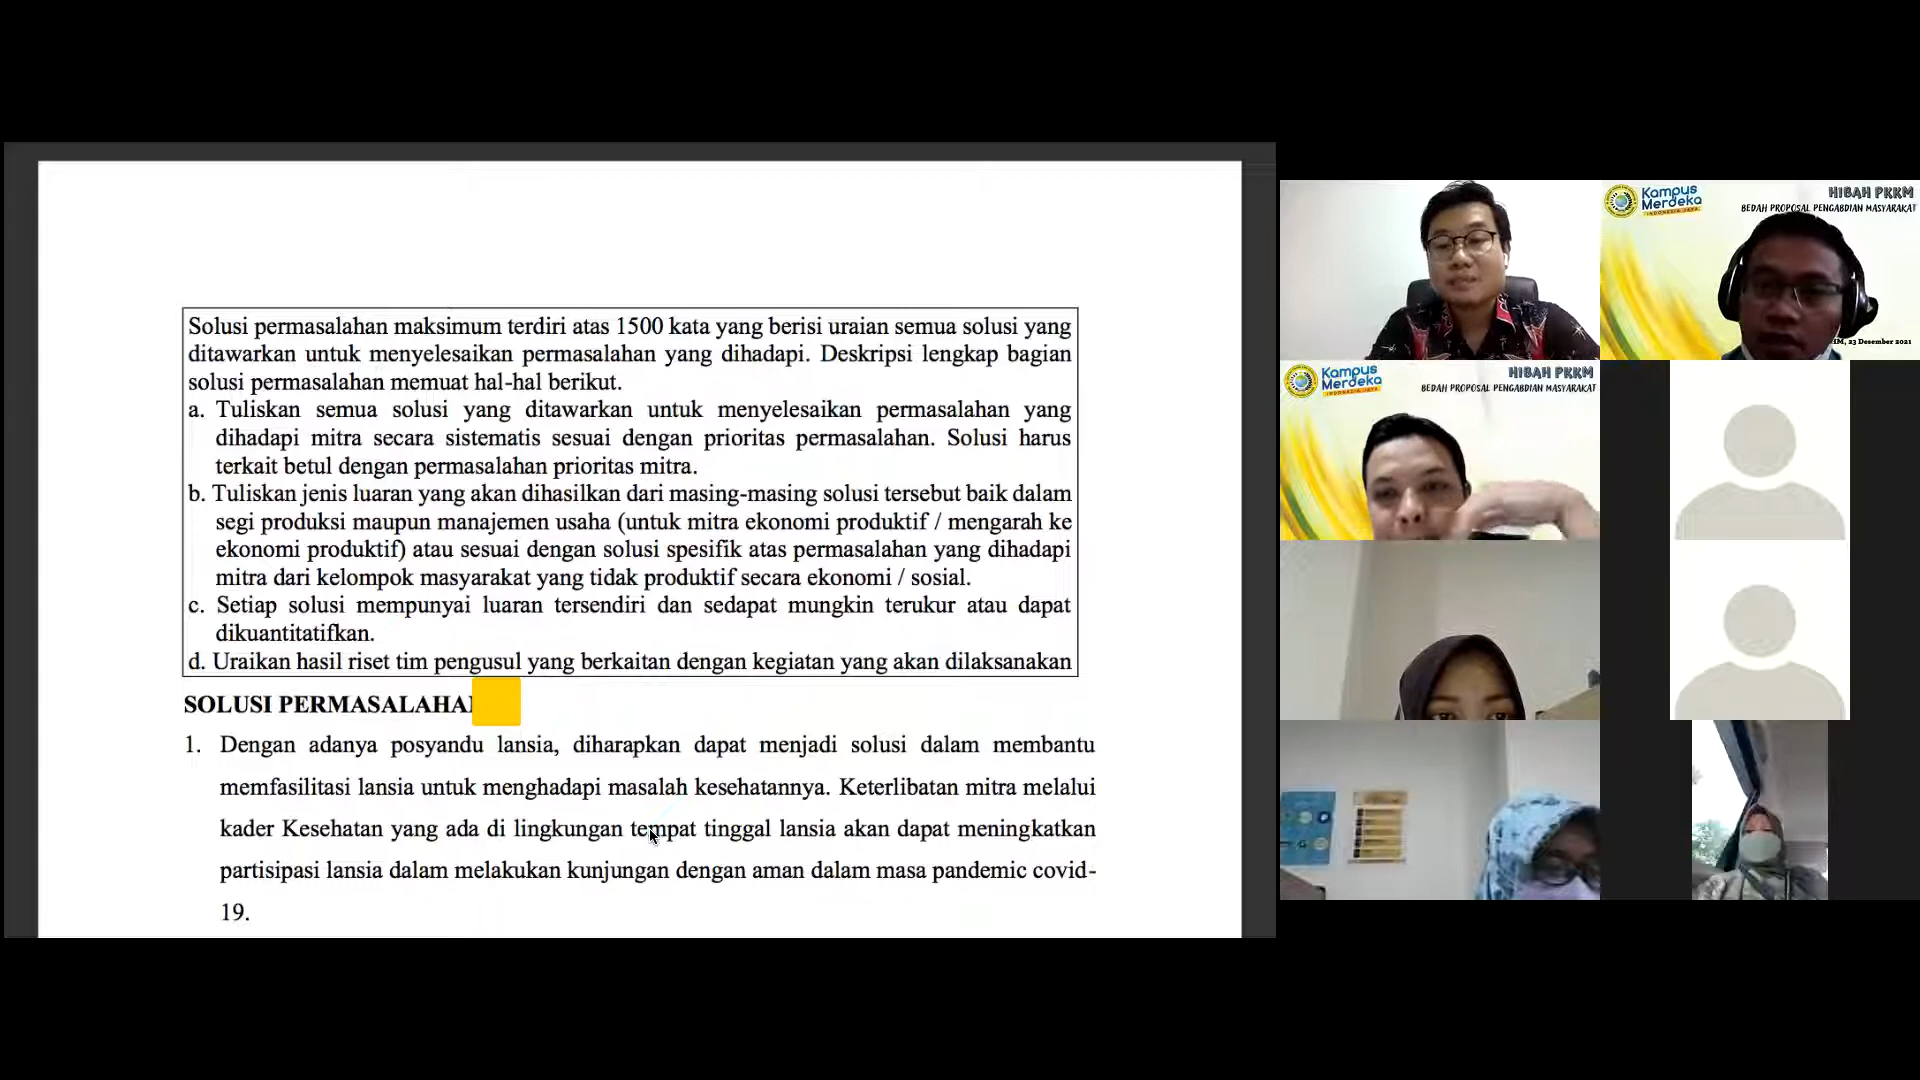 Solusi permasalahan maksimum terdiri atas 1500 kata yang berisi uraian semua solusi yang
ditawarkan untuk menyelesaikan permasalahan yang dihadapi. Deskripsi lengkap bagian
solusi permasalahan memuat hal-hal berikut.
a. Tuliskan semua solusi yang ditawarkan untuk menyelesaikan permasalahan yang
dihadapi mitra secara sistematis sesuai dengan prioritas permasalahan. Solusi harus
terkait betul dengan permasalahan prioritas mitra.
b. Tuliskan jenis luaran yang akan dihasilkan dari masing-masing solusi tersebut baik dalam
segi produksi maupun manajemen usaha (untuk mitra ekonomi produktif / mengarah ke
ekonomi produktif) atau sesuai dengan solusi spesifik atas permasalahan yang dihadapi
mitra dari kelompok masyarakat yang tidak produktif secara ekonomi / sosial.
c. Setiap solusi mempunyai luaran tersendiri dan sedapat mungkin terukur atau dapat
dikuantitatifkan.
d. Uraikan hasil riset tim pengusul yang berkaitan dengan kegiatan yang akan dilaksanakan
SOLUSI PERMASALAHAN
1. Dengan adanya posyandu lansia, diharapkan dapat menjadi solusi dalam membantu
memfasilitasi lansia untuk menghadapi masalah kesehatannya. Keterlibatan mitra melalui
kader Kesehatan yang ada di lingkungan tempat tinggal lansia akan dapat meningkatkan
partisipasi lansia dalam melakukan kunjungan dengan aman dalam masa pandemic covid-
19.
Kampus
Merdeka
INDONESIA JAYA
HIBAH PKKM
BEDAH PROPOSAL PENGABDIAN MASYARAKAT
23 Desember 2021
Kampus
Merdeka
INDONESIA JAYA
HIBAH PKKM
BEDAH PROPOSAL PENGABDIAN MASYARAKAT